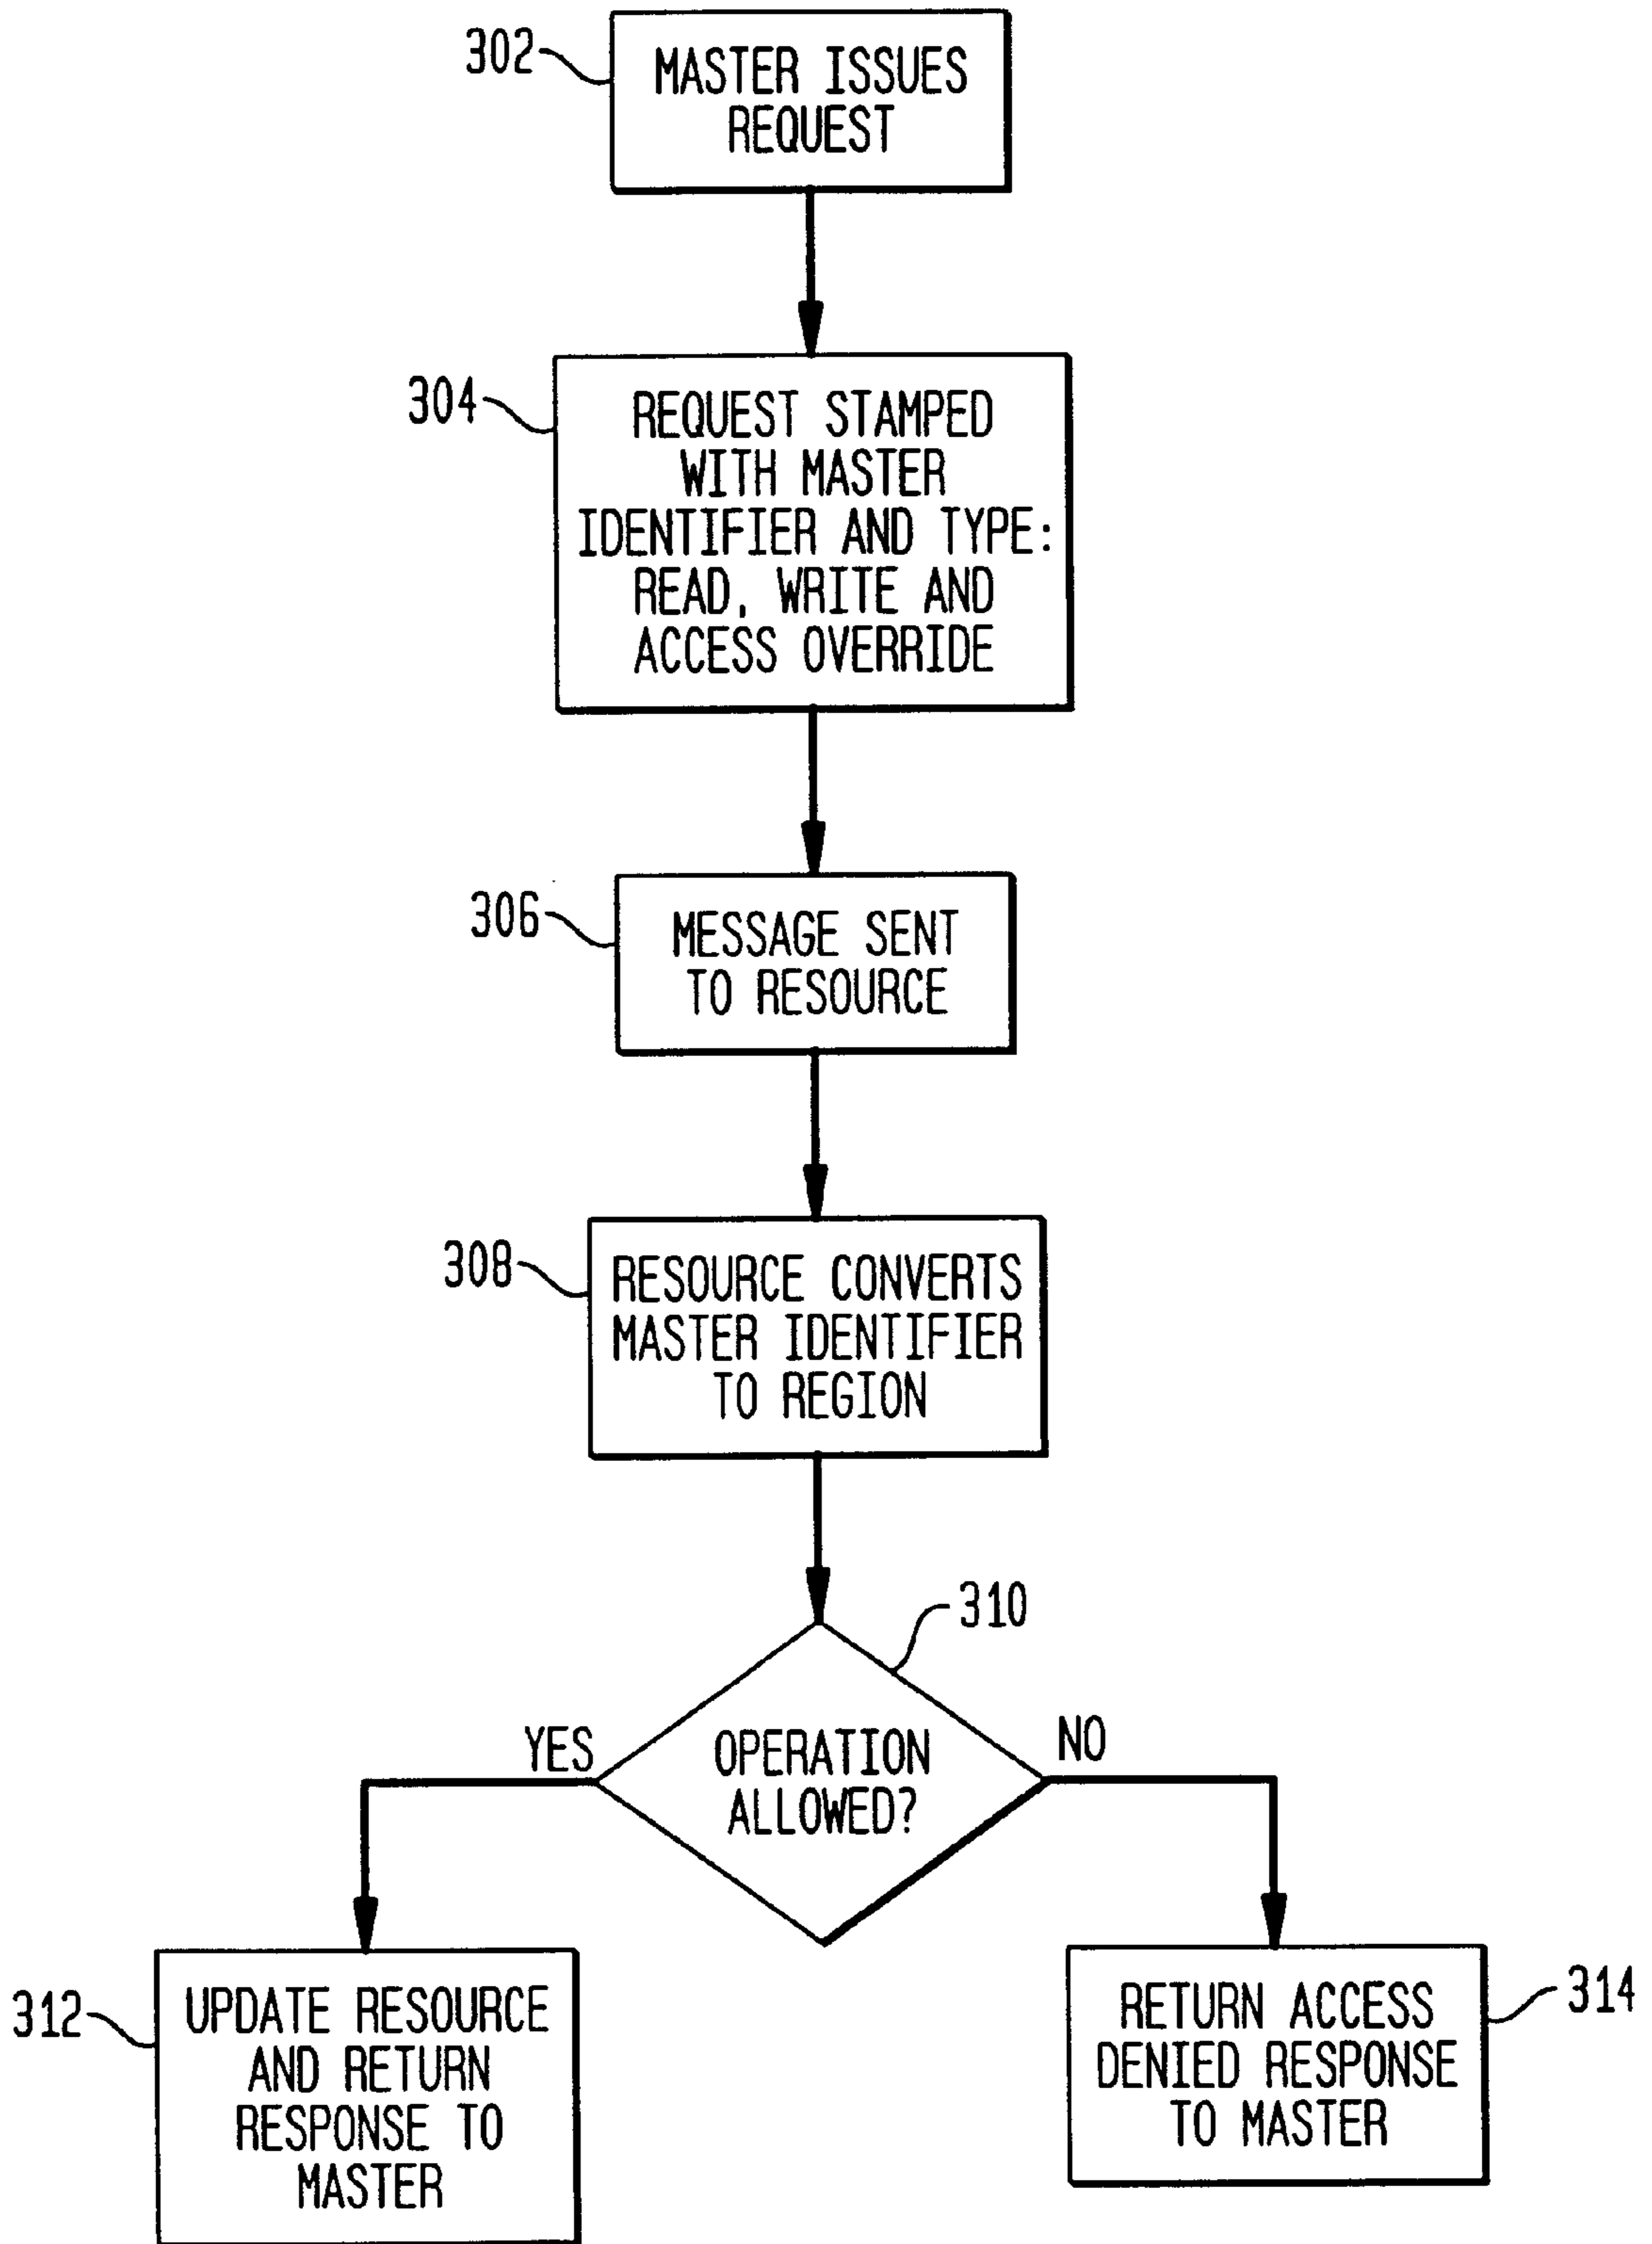 302
MASTER ISSUES
REQUEST
304
REQUEST STAMPED
WITH MASTER
IDENTIFIER AND TYPE:
READ, WRITE AND
ACCESS OVERRIDE
306
MESSAGE SENT
TO RESOURCE
308
RESOURCE CONVERTS
MASTER IDENTIFIER
TO REGION
310
OPERATION
ALLOWED?
YES
NO
312
UPDATE RESOURCE
AND RETURN
RESPONSE TO
MASTER
314
RETURN ACCESS
DENIED RESPONSE
TO MASTER